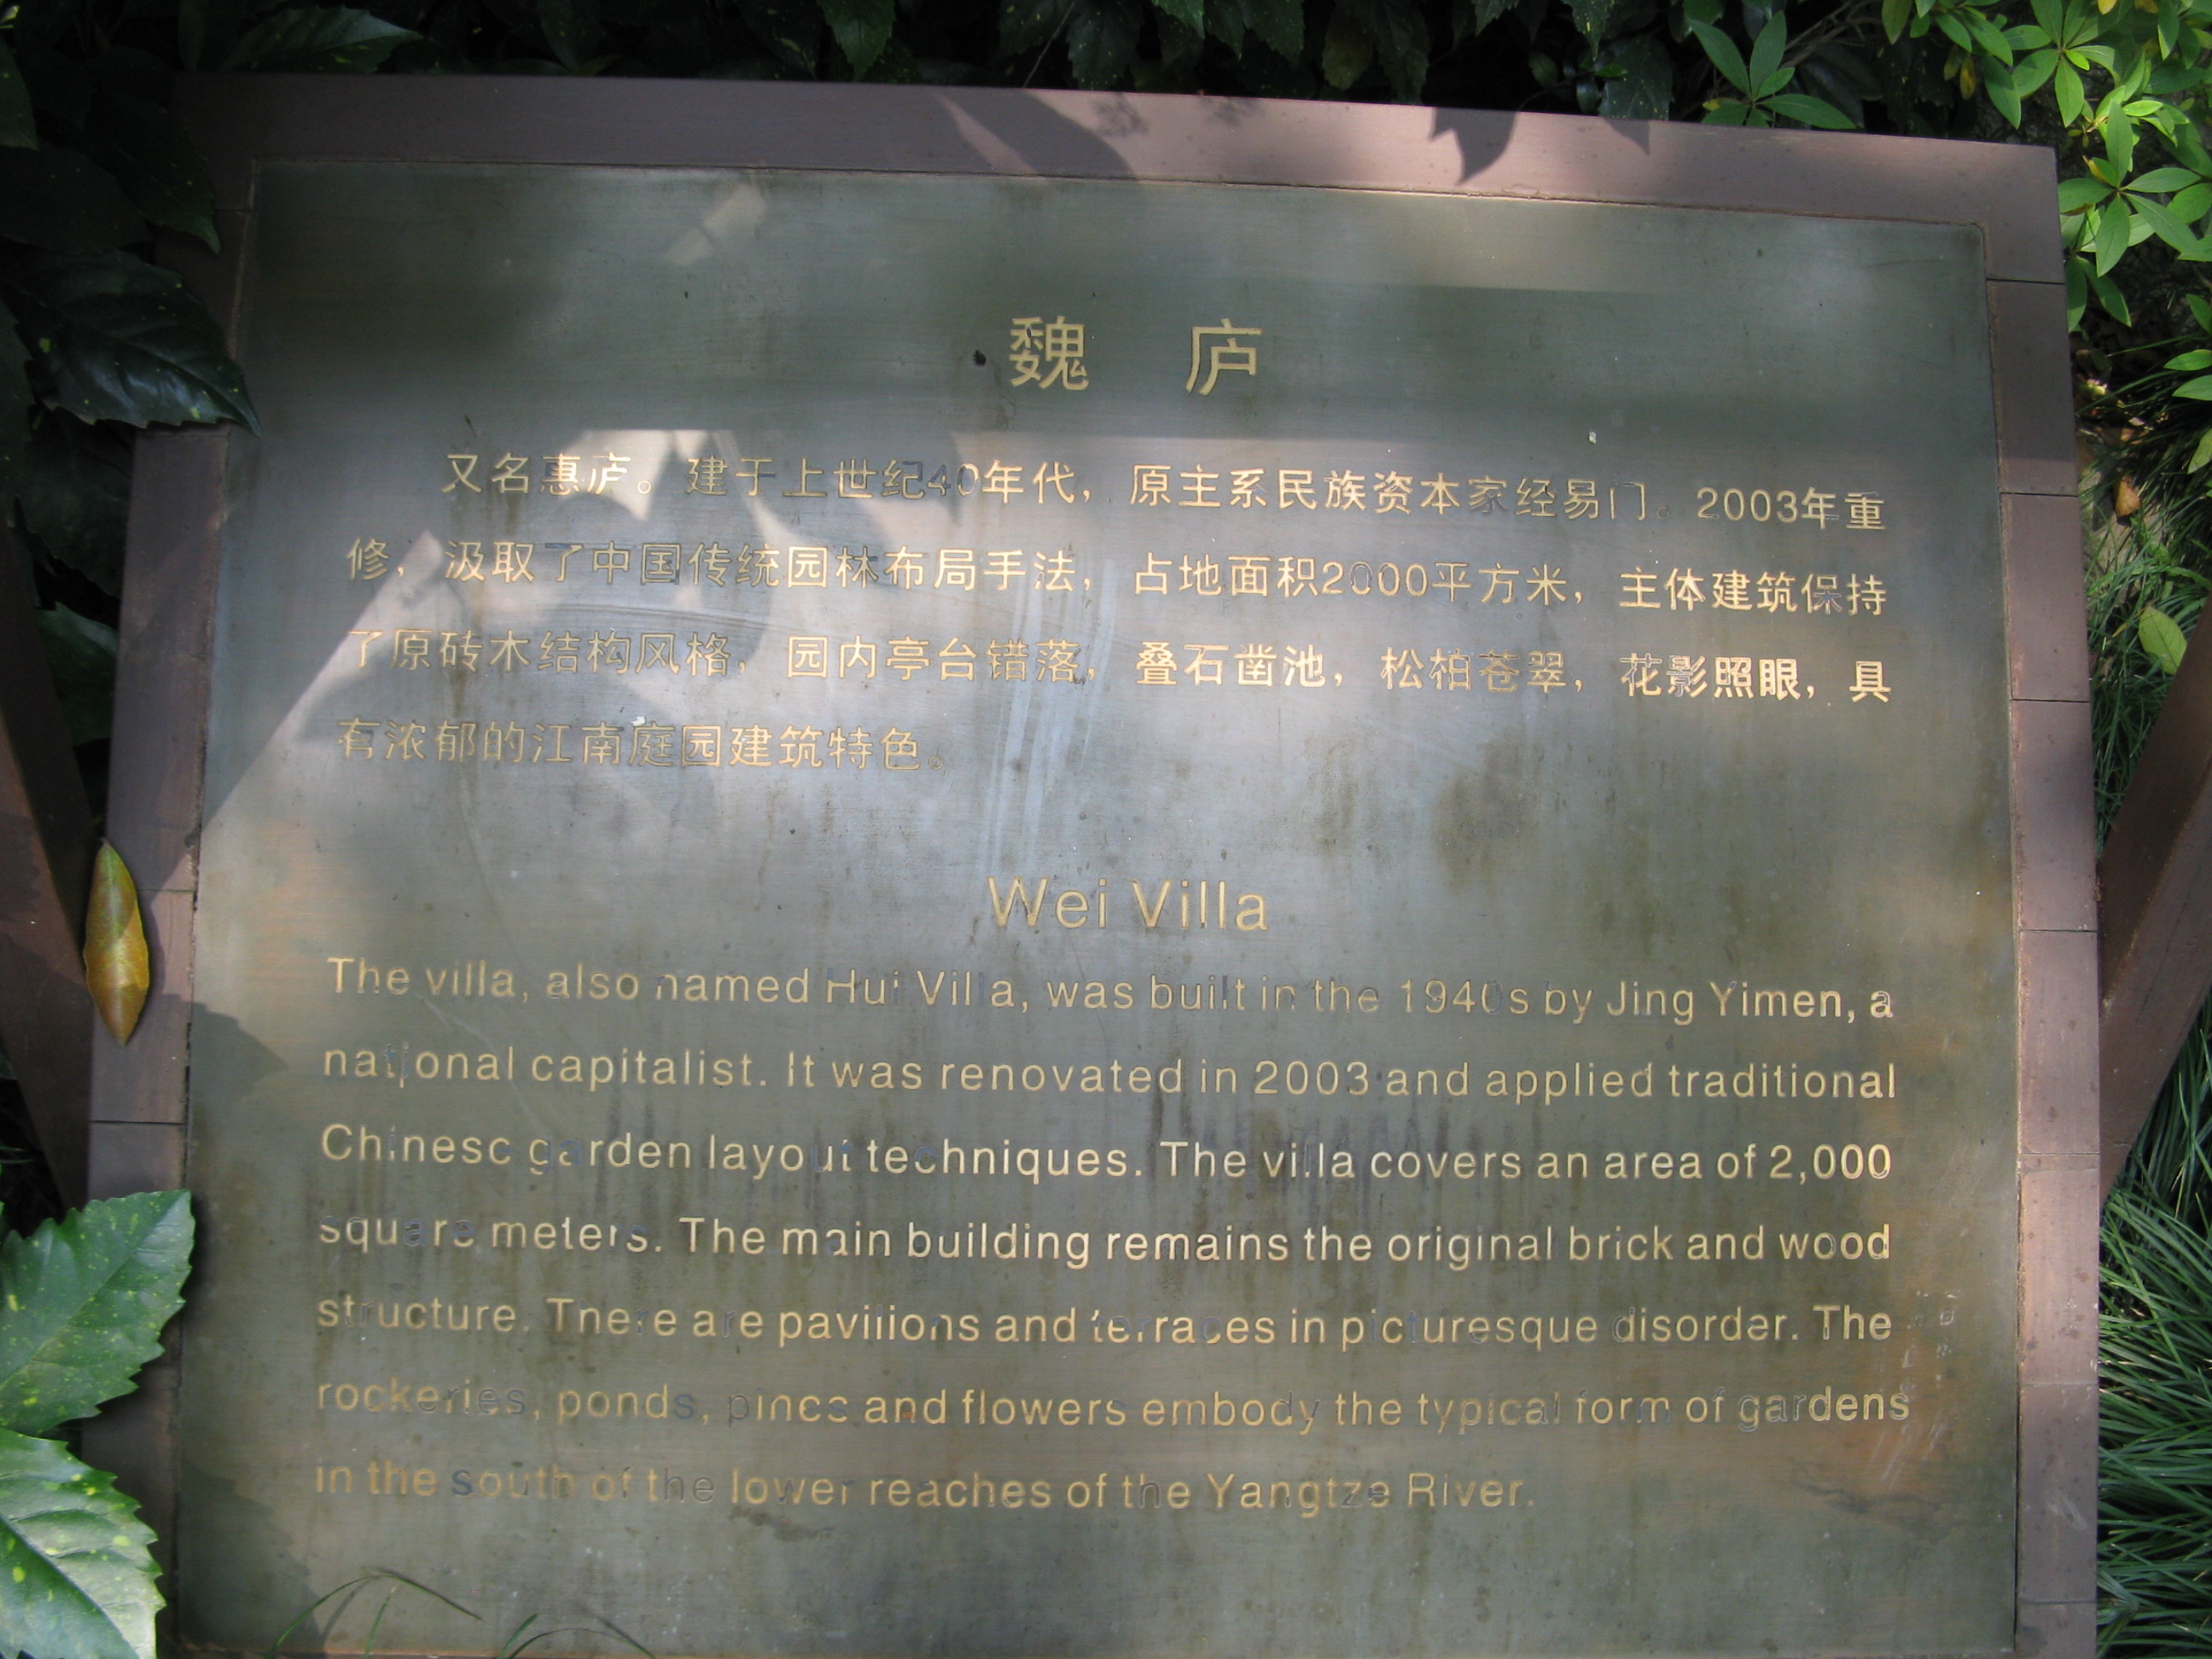 魏 庐
又名惠庐。建于上世纪40年代，原主系民族资本家经易门。2003年重
修，汲取了中国传统园林布局手法，占地面积2000平方米，主体建筑保持
了原砖木结构风格，园内亭台错落，叠石凿池，松柏苍翠，花影照眼，具
有浓郁的江南庭园建筑特色。
Wei Villa
The villa, also named Hui Villa, was built in the 1940s by Jing Yimen, a
national capitalist. It was renovated in 2003 and applied traditional
Chinese garden layout techniques. The villa covers an area of 2,000
square meters. The main building remains the original brick and wood
structure. There are pavilions and terraces in picturesque disorder. The
rockeries, ponds, pines and flowers embody the typical form of gardens
in the south of the lower reaches of the Yangtze River.